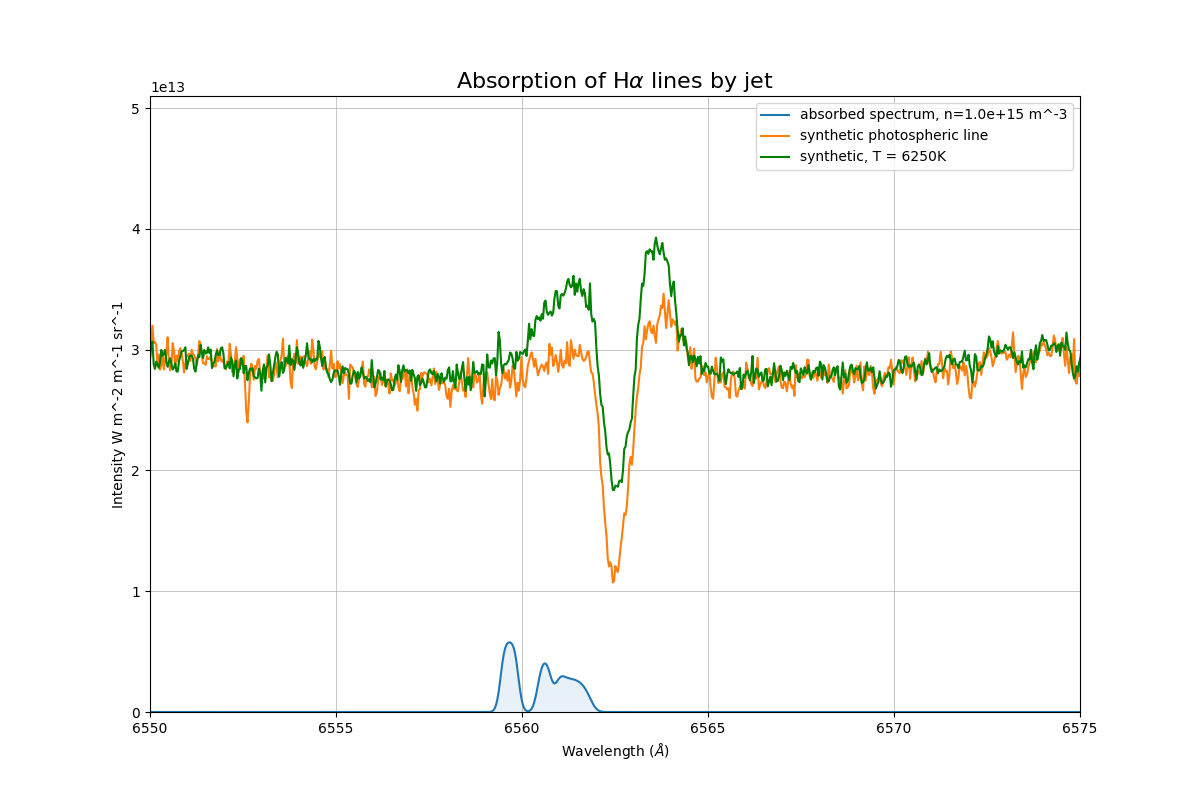 Absorption of Hα lines by jet
1e13
absorbed spectrum, n=1.0e+15 m^-3
synthetic photospheric line
synthetic, T = 6250K
5
4
3
2
1
0
Intensity W m^-2 m^-1 sr^-1
6550 6555 6560 6565 6570 6575
Wavelength (Å)